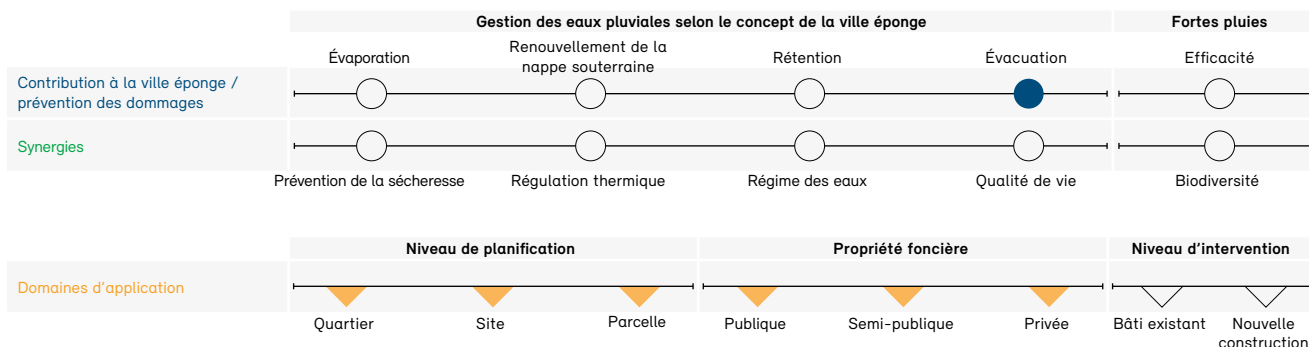 Gestion des eaux pluviales selon le concept de la ville éponge
Fortes pluies
Évaporation
Renouvellement de la
nappe souterraine
Rétention
Évacuation
Efficacité
Contribution à la ville éponge /
prévention des dommages
Synergies
Prévention de la sécheresse
Régulation thermique
Régime des eaux
Qualité de vie
Biodiversité
Niveau de planification
Propriété foncière
Niveau d'intervention
Domaines d'application
Quartier
Site
Parcelle
Publique
Semi-publique
Privée
Bâti existant
Nouvelle
construction